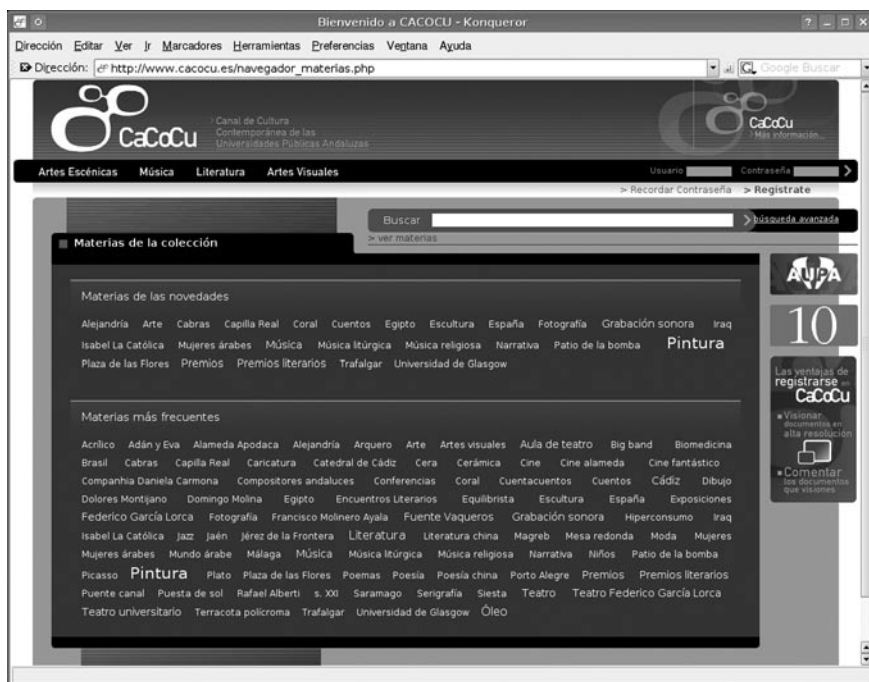 Bienvenido a CACOCU - Konqueror
Dirección Editar Ver Ir Marcadores Herramientas Preferencias Ventana Ayuda
Dirección: http://www.cacocu.es/navegador_materias.php Google Buscar
CaCoCu
> Canal de Cultura
Contemporánea de las
Universidades Públicas Andaluzas
CaCoCu
> Más información...
Artes Escénicas Música Literatura Artes Visuales Usuario Contraseña
> Recordar Contraseña > Regístrate
Buscar búsqueda avanzada
> ver materias
Materias de la colección
Materias de las novedades
Alejandría Arte Cabras Capilla Real Coral Cuentos Egipto Escultura España Fotografía Grabación sonora Iraq
Isabel La Católica Mujeres árabes Música Música litúrgica Música religiosa Narrativa Patio de la bomba Pintura
Plaza de las Flores Premios Premios literarios Trafalgar Universidad de Glasgow
Materias más frecuentes
Acrílico Adán y Eva Alameda Apodaca Alejandría Arquero Arte Artes visuales Aula de teatro Big band Biomedicina
Brasil Cabras Capilla Real Caricatura Catedral de Cádiz Cera Cerámica Cine Cine alameda Cine fantástico
Companhia Daniela Carmona Compositores andaluces Conferencias Coral Cuentacuentos Cuentos Cádiz Dibujo
Dolores Montijano Domingo Molina Egipto Encuentros Literarios Equilibrista Escultura España Exposiciones
Federico García Lorca Fotografía Francisco Molinero Ayala Fuente Vaqueros Grabación sonora Hiperconsumo Iraq
Isabel La Católica Jazz Jaén Jérez de la Frontera Literatura Literatura china Magreb Mesa redonda Moda Mujeres
Mujeres árabes Mundo árabe Málaga Música Música litúrgica Música religiosa Narrativa Niños Patio de la bomba
Picasso Pintura Plato Plaza de las Flores Poemas Poesía Poesía china Porto Alegre Premios Premios literarios
Puente canal Puesta de sol Rafael Alberti s. XXI Saramago Serigrafía Siesta Teatro Teatro Federico García Lorca
Teatro universitario Terracota polícroma Trafalgar Universidad de Glasgow Óleo
AUPA
10
Las ventajas de
registrarse en
CaCoCu
Visionar
documentos en
alta resolución
Comentar
los documentos
que visiones